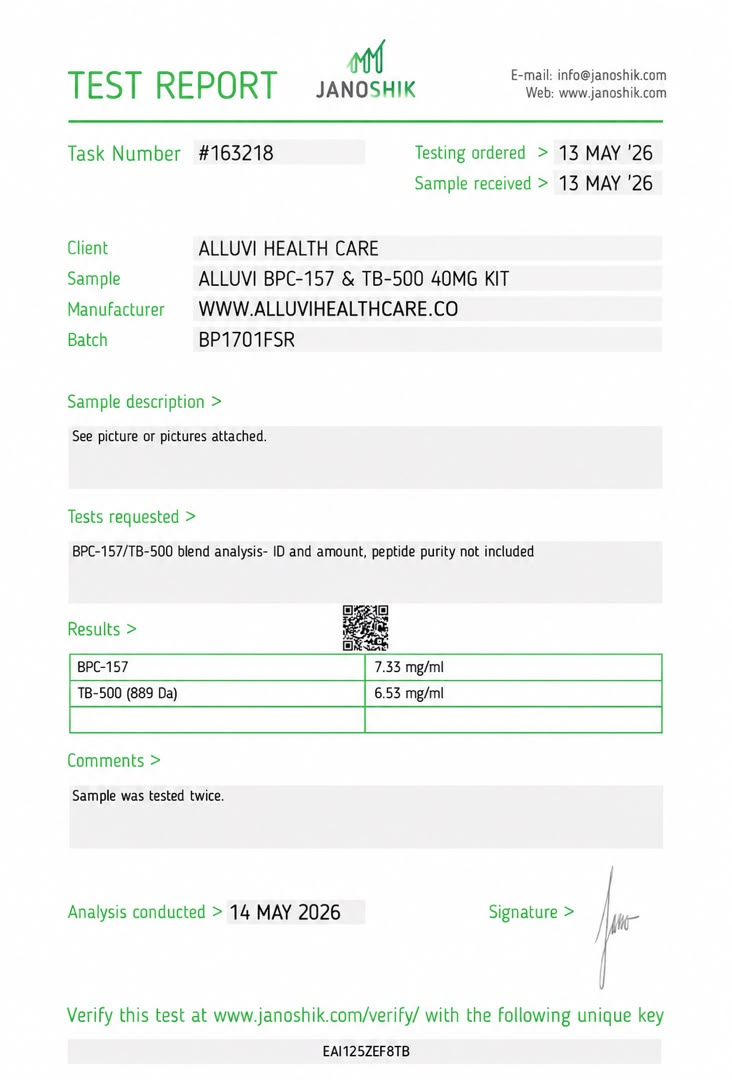 TEST REPORT
JANOSHIK
E-mail: info@janoshik.com
Web: www.janoshik.com
Task Number #163218
Testing ordered > 13 MAY '26
Sample received > 13 MAY '26
Client ALLUVI HEALTH CARE
Sample ALLUVI BPC-157 & TB-500 40MG KIT
Manufacturer WWW.ALLUVIHEALTHCARE.CO
Batch BP1701FSR
Sample description >
See picture or pictures attached.
Tests requested >
BPC-157/TB-500 blend analysis- ID and amount, peptide purity not included
Results >
BPC-157 7.33 mg/ml
TB-500 (889 Da) 6.53 mg/ml
Comments >
Sample was tested twice.
Analysis conducted > 14 MAY 2026
Signature > Jano
Verify this test at www.janoshik.com/verify/ with the following unique key
EAI125ZEF8TB